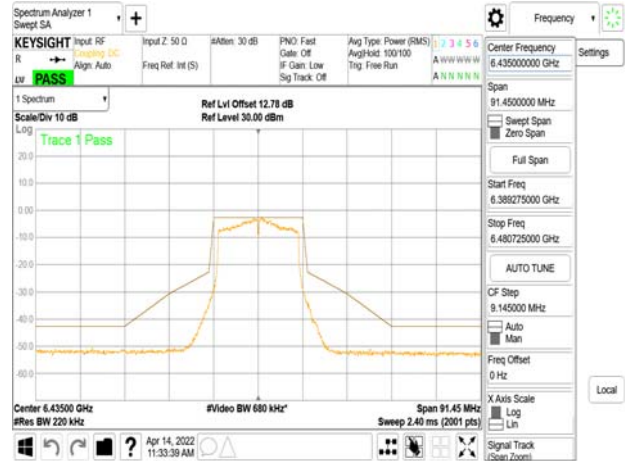 Spectrum Analyzer 1
Swept SA
+
Frequency
KEYSIGHT
Input: RF
Coupling: DC
Align: Auto
Input Z: 50 Ω
Freq Ref: Int (S)
#Atten: 30 dB
PNO: Fast
Gate: Off
IF Gain: Low
Sig Track: Off
Avg Type: Power (RMS)
Avg|Hold: 100/100
Trig: Free Run
1 2 3 4 5 6
A W W W W W
A N N N N N
R
LU PASS
1 Spectrum
Scale/Div 10 dB
Ref Lvl Offset 12.78 dB
Ref Level 30.00 dBm
Log
Trace 1 Pass
20.0
10.0
0.00
-10.0
-20.0
-30.0
-40.0
-50.0
-60.0
Center 6.43500 GHz
#Res BW 220 kHz
#Video BW 680 kHz*
Span 91.45 MHz
Sweep 2.40 ms (2001 pts)
?
Apr 14, 2022
11:33:39 AM
Center Frequency
6.435000000 GHz
Settings
Span
91.4500000 MHz
Swept Span
Zero Span
Full Span
Start Freq
6.389275000 GHz
Stop Freq
6.480725000 GHz
AUTO TUNE
CF Step
9.145000 MHz
Auto
Man
Freq Offset
0 Hz
Local
X Axis Scale
Log
Lin
Signal Track
(Span Zoom)